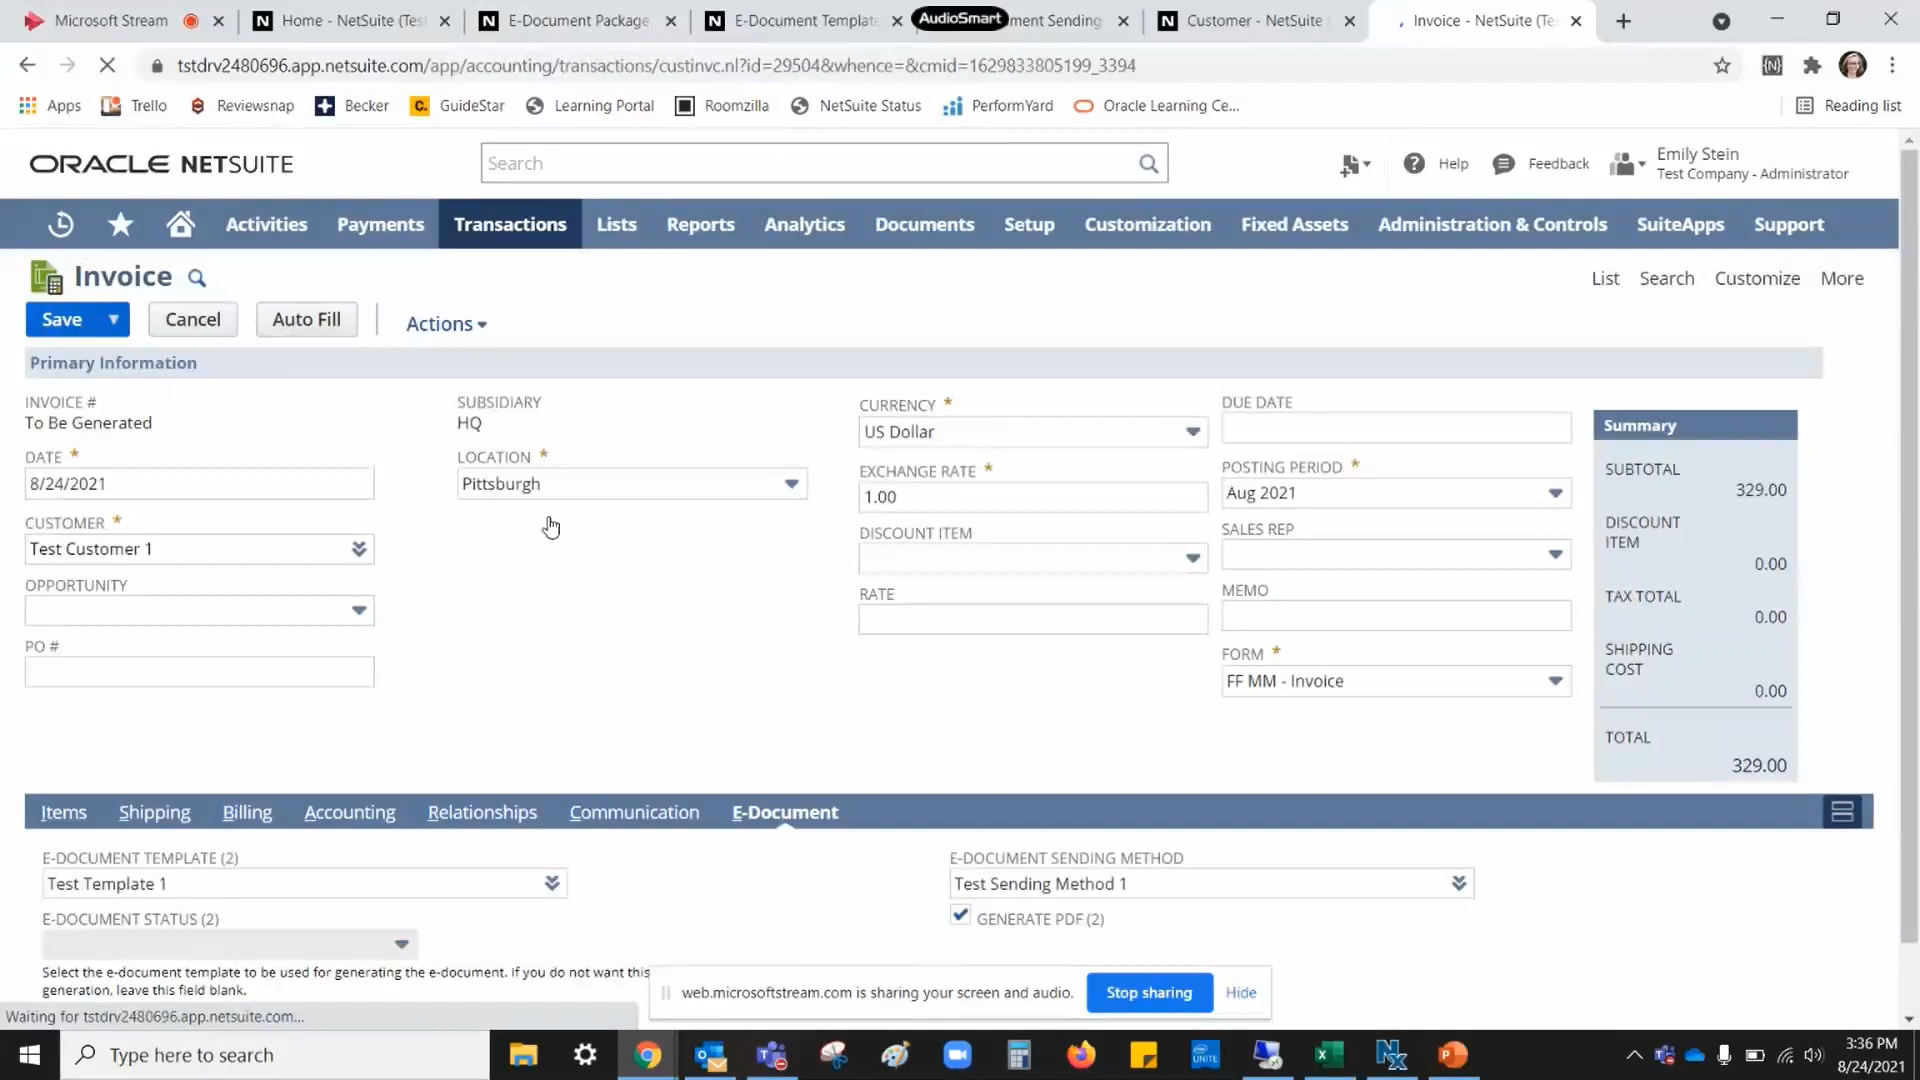 Microsoft Stream
Home - NetSuite (Tes
E-Document Package
E-Document Template
AudioSmart
ment Sending
Customer - NetSuite (
Invoice - NetSuite (Te
tstdrv2480696.app.netsuite.com/app/accounting/transactions/custinvc.nl?id=29504&whence=&cmid=1629833805199_3394
Apps
Trello
Reviewsnap
Becker
GuideStar
Learning Portal
Roomzilla
NetSuite Status
PerformYard
Oracle Learning Ce...
Reading list
ORACLE NETSUITE
Search
Help
Feedback
Emily Stein
Test Company - Administrator
Activities
Payments
Transactions
Lists
Reports
Analytics
Documents
Setup
Customization
Fixed Assets
Administration & Controls
SuiteApps
Support
Invoice
List
Search
Customize
More
Save
Cancel
Auto Fill
Actions
Primary Information
INVOICE #
To Be Generated
DATE *
8/24/2021
CUSTOMER *
Test Customer 1
OPPORTUNITY
PO #
SUBSIDIARY
HQ
LOCATION *
Pittsburgh
CURRENCY *
US Dollar
EXCHANGE RATE *
1.00
DISCOUNT ITEM
RATE
DUE DATE
POSTING PERIOD *
Aug 2021
SALES REP
MEMO
FORM *
FF MM - Invoice
Summary
SUBTOTAL
329.00
DISCOUNT
ITEM
0.00
TAX TOTAL
0.00
SHIPPING
COST
0.00
TOTAL
329.00
Items
Shipping
Billing
Accounting
Relationships
Communication
E-Document
E-DOCUMENT TEMPLATE (2)
Test Template 1
E-DOCUMENT STATUS (2)
Select the e-document template to be used for generating the e-document. If you do not want this
generation, leave this field blank.
E-DOCUMENT SENDING METHOD
Test Sending Method 1
GENERATE PDF (2)
web.microsoftstream.com is sharing your screen and audio.
Stop sharing
Hide
Waiting for tstdrv2480696.app.netsuite.com...
Type here to search
3:36 PM
8/24/2021